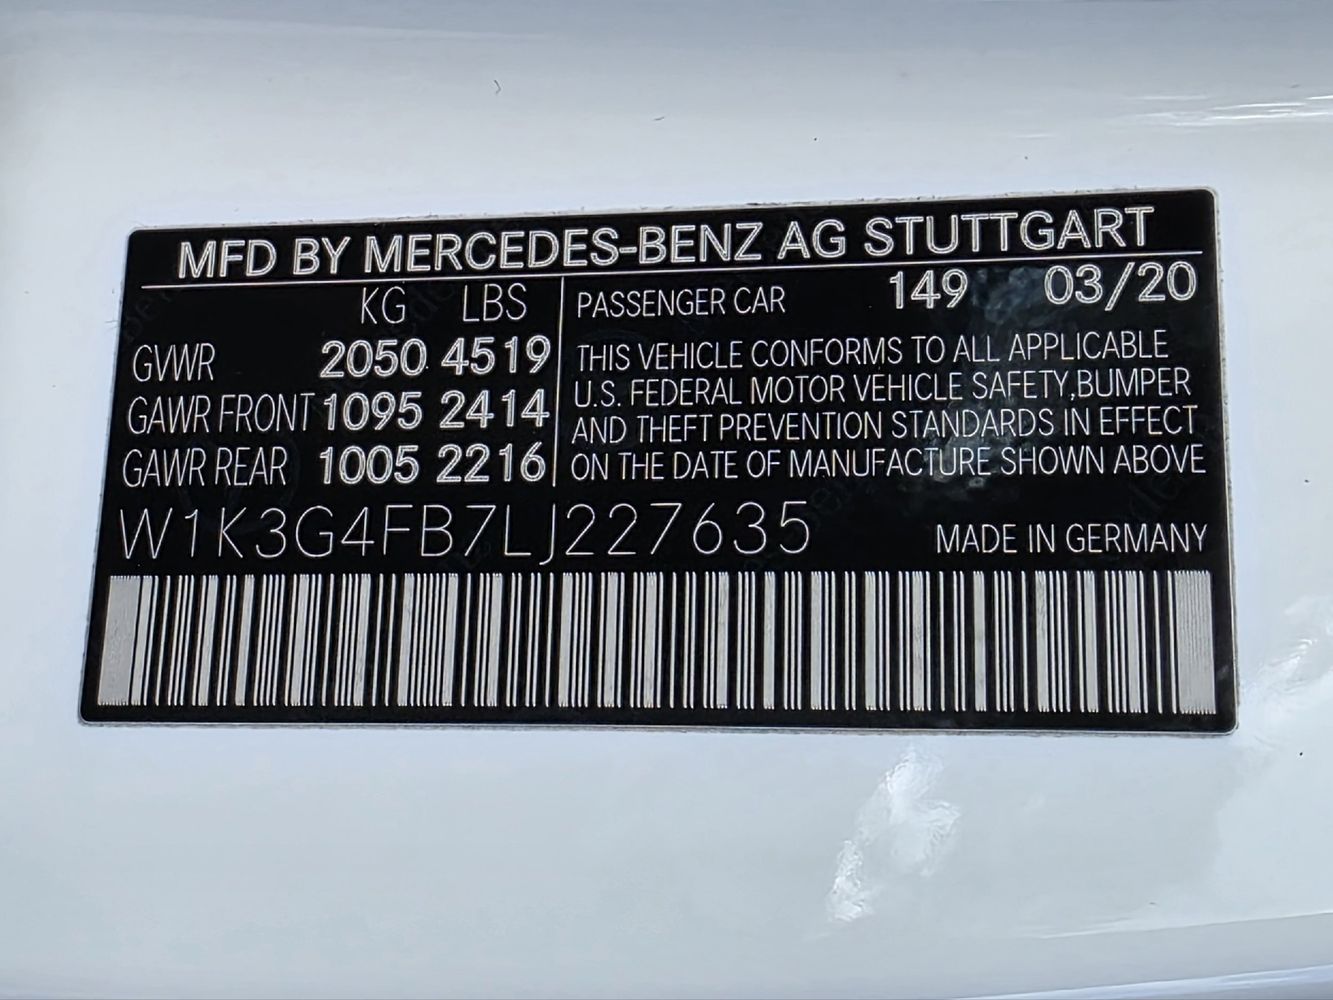 MFD BY MERCEDES-BENZ AG STUTTGART
KG LBS
GVWR 2050 4519
GAWR FRONT 1095 2414
GAWR REAR 1005 2216
PASSENGER CAR 149 03/20
THIS VEHICLE CONFORMS TO ALL APPLICABLE
U.S. FEDERAL MOTOR VEHICLE SAFETY,BUMPER
AND THEFT PREVENTION STANDARDS IN EFFECT
ON THE DATE OF MANUFACTURE SHOWN ABOVE
W1K3G4FB7LJ227635 MADE IN GERMANY